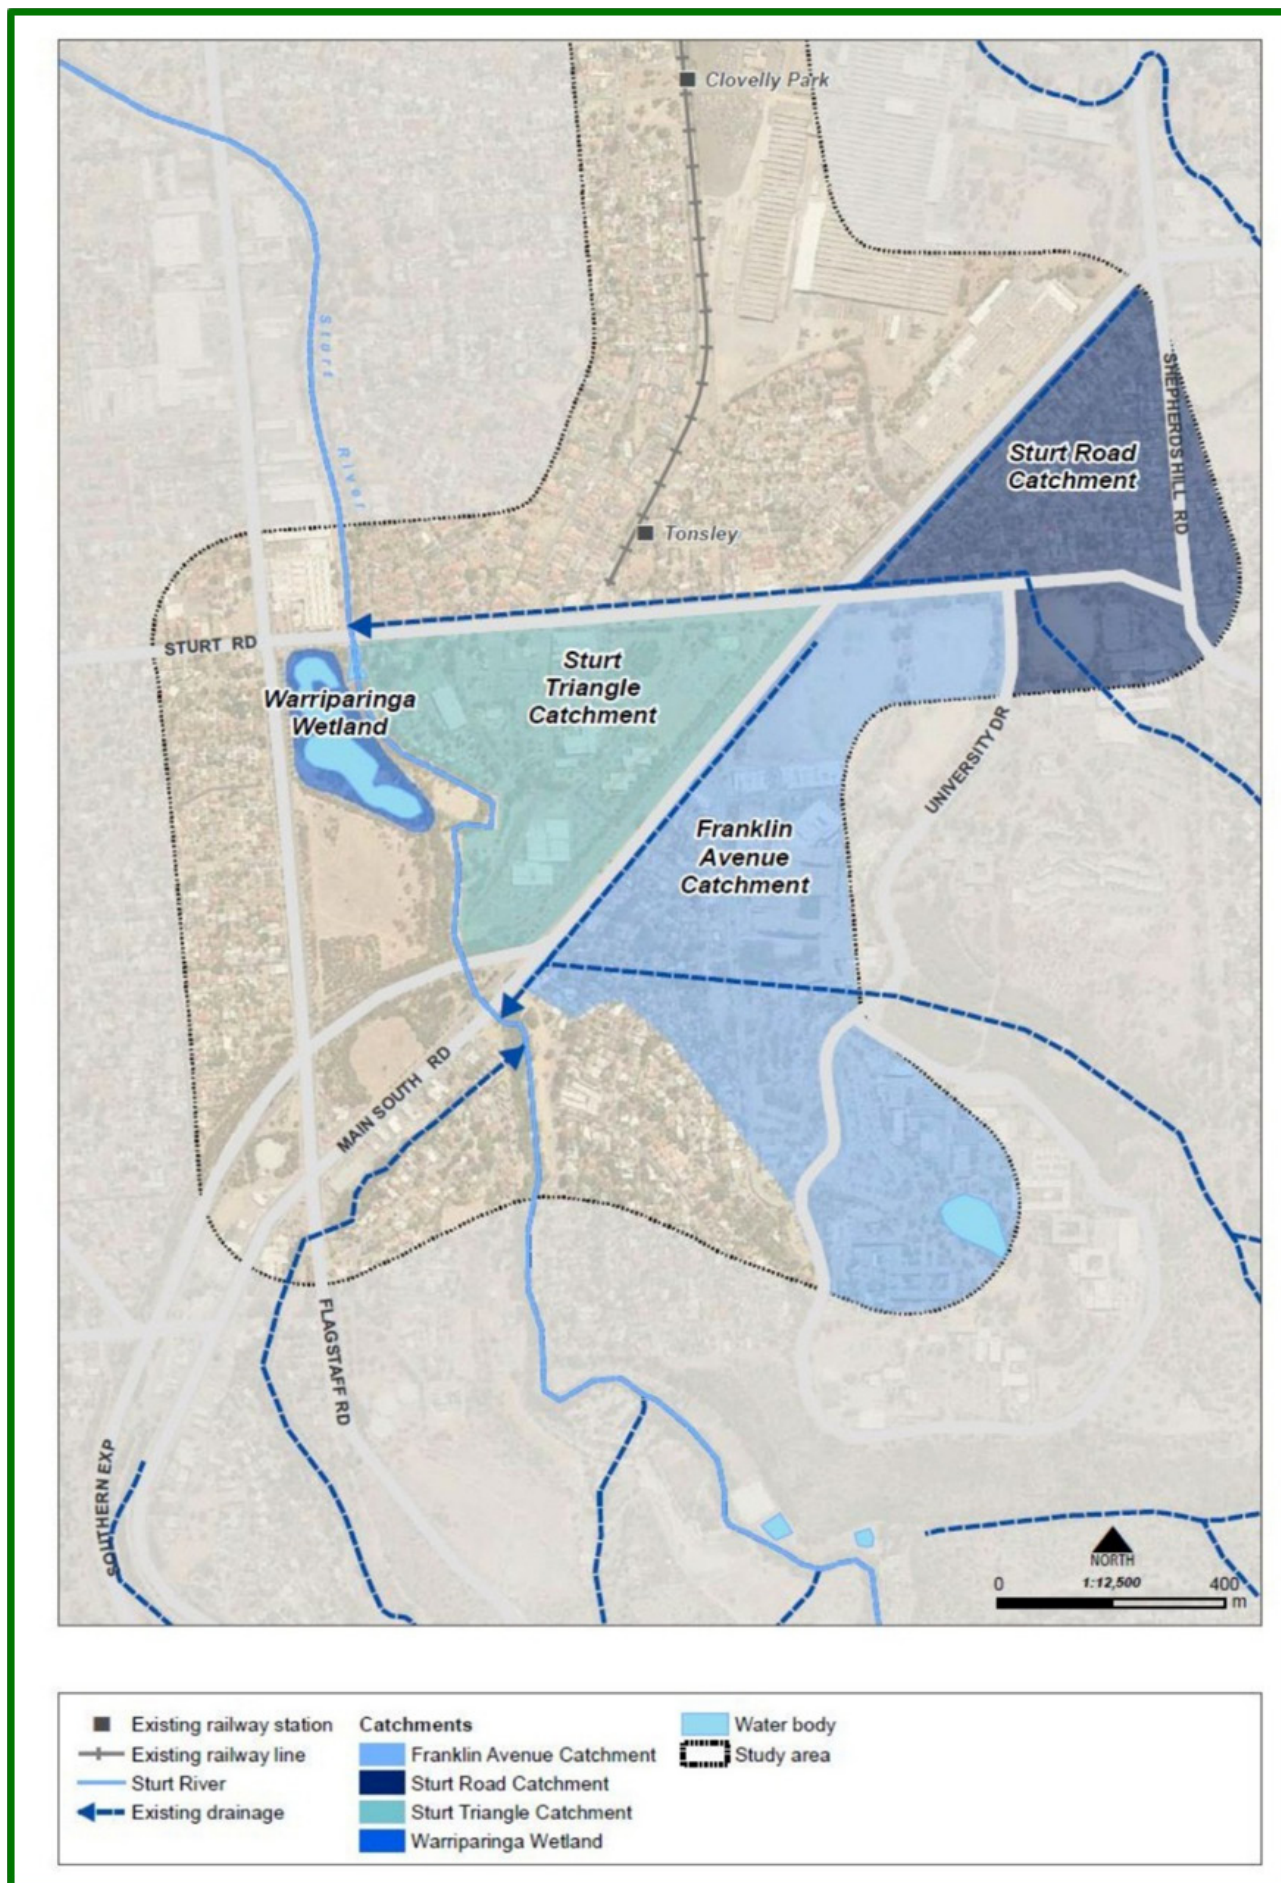 Clovelly Park
Sturt
River
SHEPHERDS HILL RD
Sturt Road
Catchment
Tonsley
STURT RD
Sturt
Triangle
Catchment
Warriparinga
Wetland
UNIVERSITY DR
Franklin
Avenue
Catchment
MAIN SOUTH RD
FLAGSTAFF RD
SOUTHERN EXP
NORTH
0
1:12,500
400
m
Existing railway station
Existing railway line
Sturt River
Existing drainage
Catchments
Franklin Avenue Catchment
Sturt Road Catchment
Sturt Triangle Catchment
Warriparinga Wetland
Water body
Study area